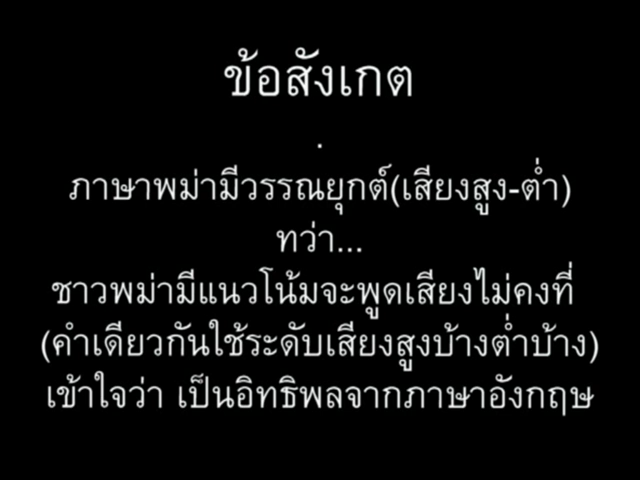 ข้อสังเกต
.
ภาษาพม่ามีวรรณยุกต์(เสียงสูง-ต่ำ)
ทว่า...
ชาวพม่ามีแนวโน้มจะพูดเสียงไม่คงที่
(คำเดียวกันใช้ระดับเสียงสูงบ้างต่ำบ้าง)
เข้าใจว่า เป็นอิทธิพลจากภาษาอังกฤษ